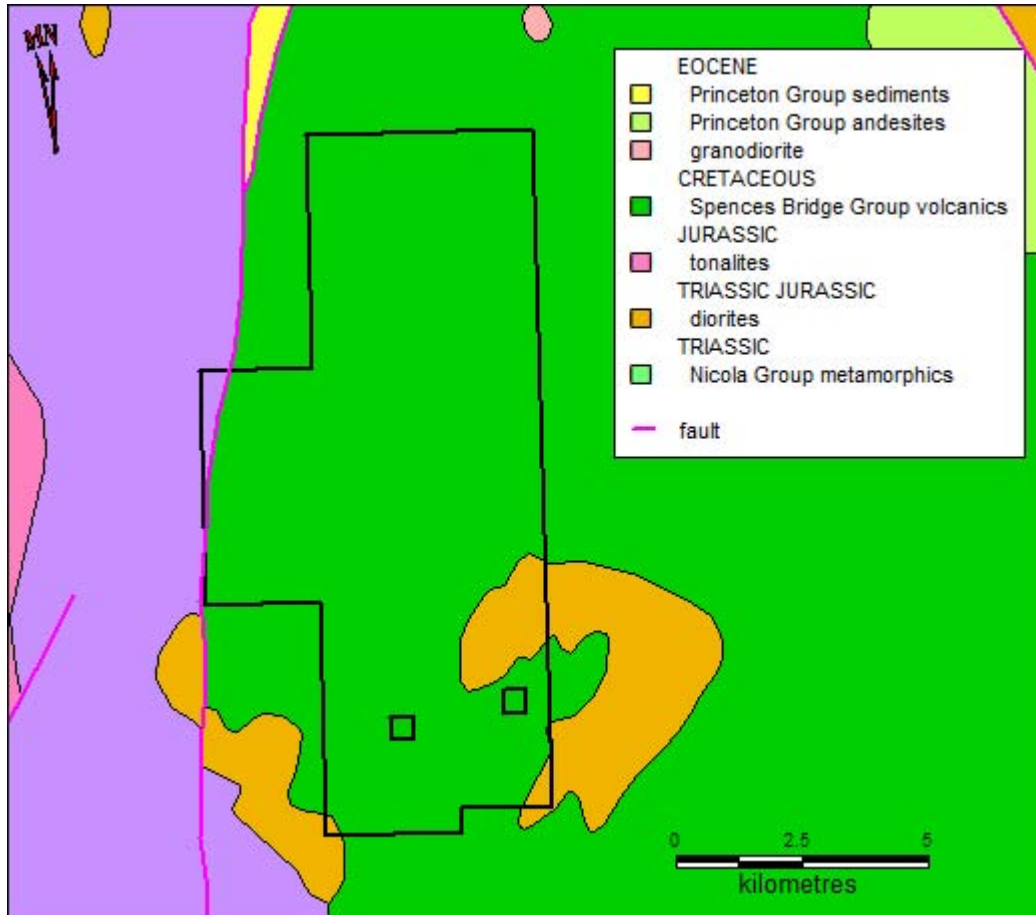 MN
EOCENE
Princeton Group sediments
Princeton Group andesites
granodiorite
CRETACEOUS
Spences Bridge Group volcanics
JURASSIC
tonalites
TRIASSIC JURASSIC
diorites
TRIASSIC
Nicola Group metamorphics
fault
0 2.5 5
kilometres